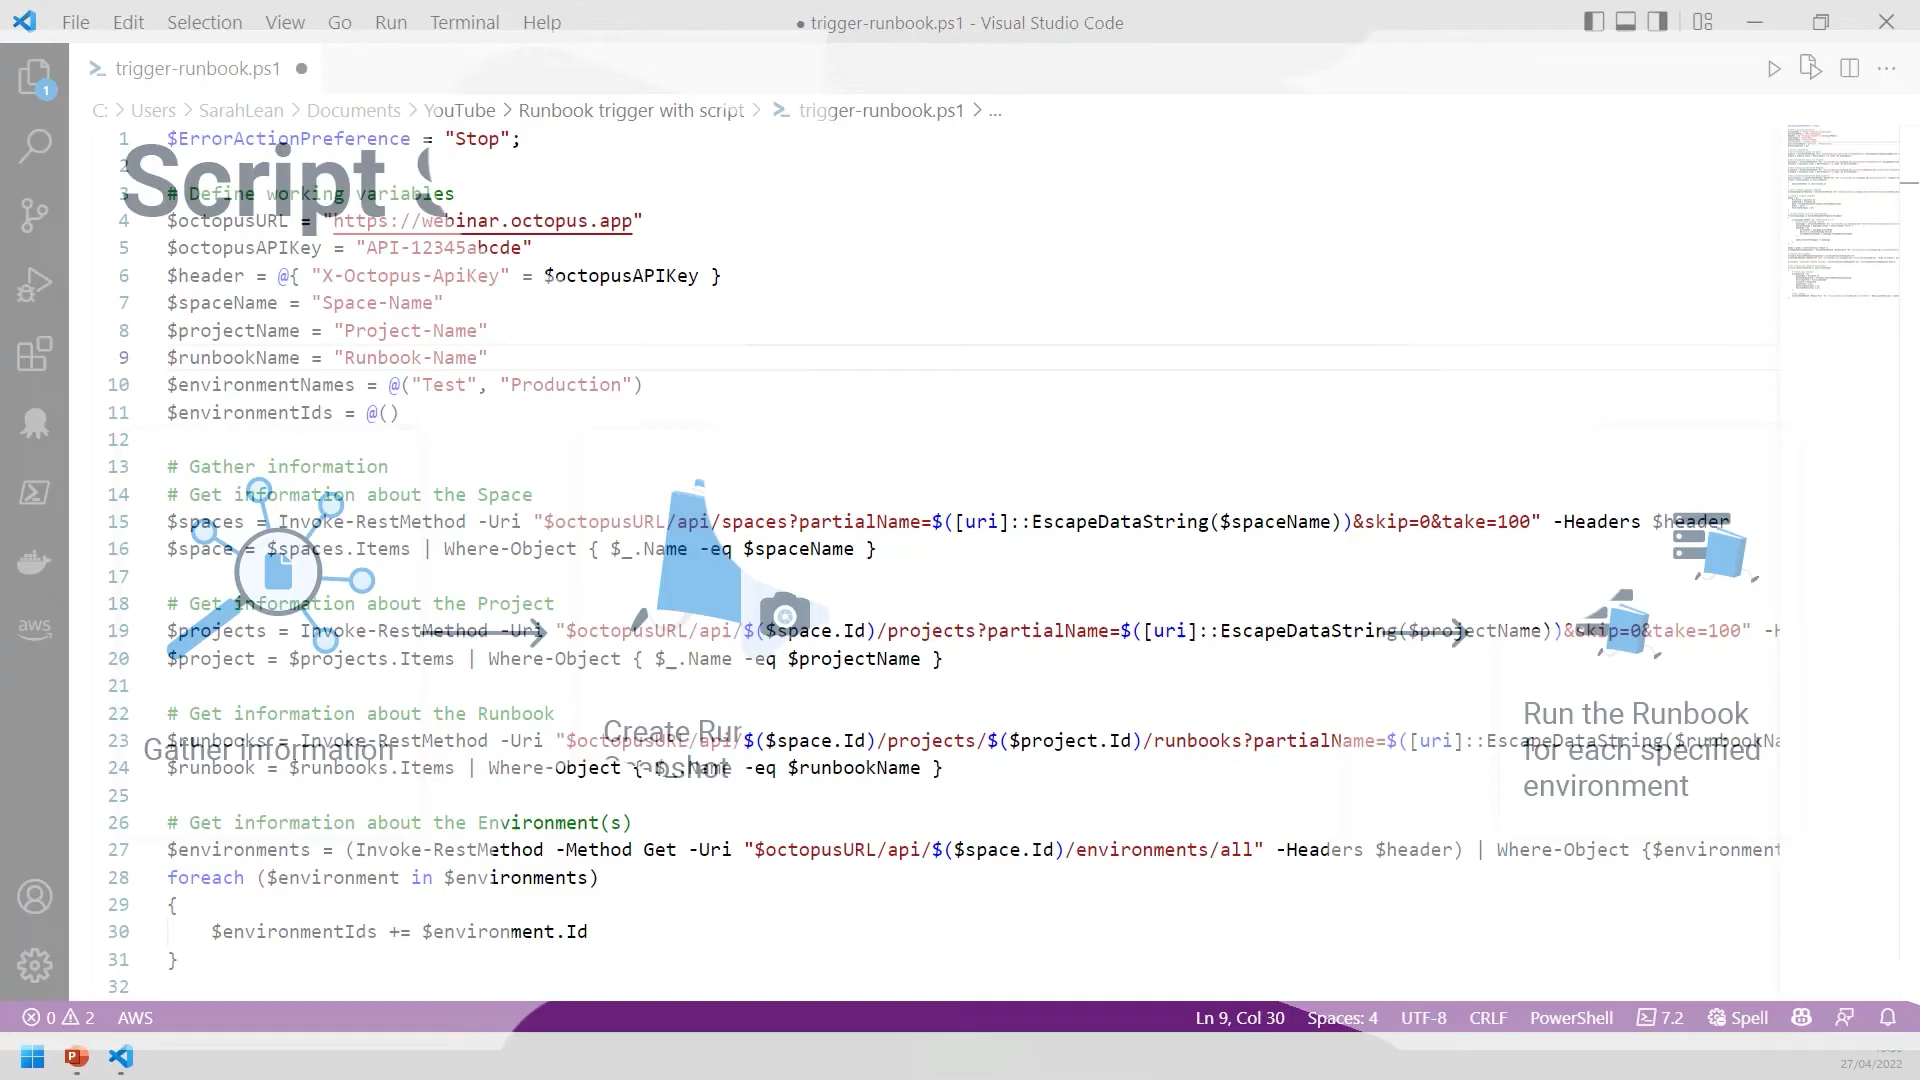 File Edit Selection View Go Run Terminal Help
● trigger-runbook.ps1 - Visual Studio Code
trigger-runbook.ps1 ●
C: > Users > SarahLean > Documents > YouTube > Runbook trigger with script > trigger-runbook.ps1 > ...
1
Script
1 $ErrorActionPreference = "Stop";
2
3 # Define working variables
4 $octopusURL = "https://webinar.octopus.app"
5 $octopusAPIKey = "API-12345abcde"
6 $header = @{ "X-Octopus-ApiKey" = $octopusAPIKey }
7 $spaceName = "Space-Name"
8 $projectName = "Project-Name"
9 $runbookName = "Runbook-Name"
10 $environmentNames = @("Test", "Production")
11 $environmentIds = @()
12
13 # Gather information
14 # Get information about the Space
15 $spaces = Invoke-RestMethod -Uri "$octopusURL/api/spaces?partialName=$([uri]::EscapeDataString($spaceName))&skip=0&take=100" -Headers $header
16 $space = $spaces.Items | Where-Object { $_.Name -eq $spaceName }
17
18 # Get information about the Project
19 $projects = Invoke-RestMethod -Uri "$octopusURL/api/$($space.Id)/projects?partialName=$([uri]::EscapeDataString($projectName))&skip=0&take=100" -H
20 $project = $projects.Items | Where-Object { $_.Name -eq $projectName }
21
22 # Get information about the Runbook
23 $runbooks = Invoke-RestMethod -Uri "$octopusURL/api/$($space.Id)/projects/$($project.Id)/runbooks?partialName=$([uri]::EscapeDataString($runbookNa
24 $runbook = $runbooks.Items | Where-Object { $_.Name -eq $runbookName }
25
26 # Get information about the Environment(s)
27 $environments = (Invoke-RestMethod -Method Get -Uri "$octopusURL/api/$($space.Id)/environments/all" -Headers $header) | Where-Object {$environment
28 foreach ($environment in $environments)
29 {
30 $environmentIds += $environment.Id
31 }
32
Gather information
Create Run
Snapshot
Run the Runbook
for each specified
environment
aws
0 2 AWS
Ln 9, Col 30 Spaces: 4 UTF-8 CRLF PowerShell 7.2 Spell
27/04/2022